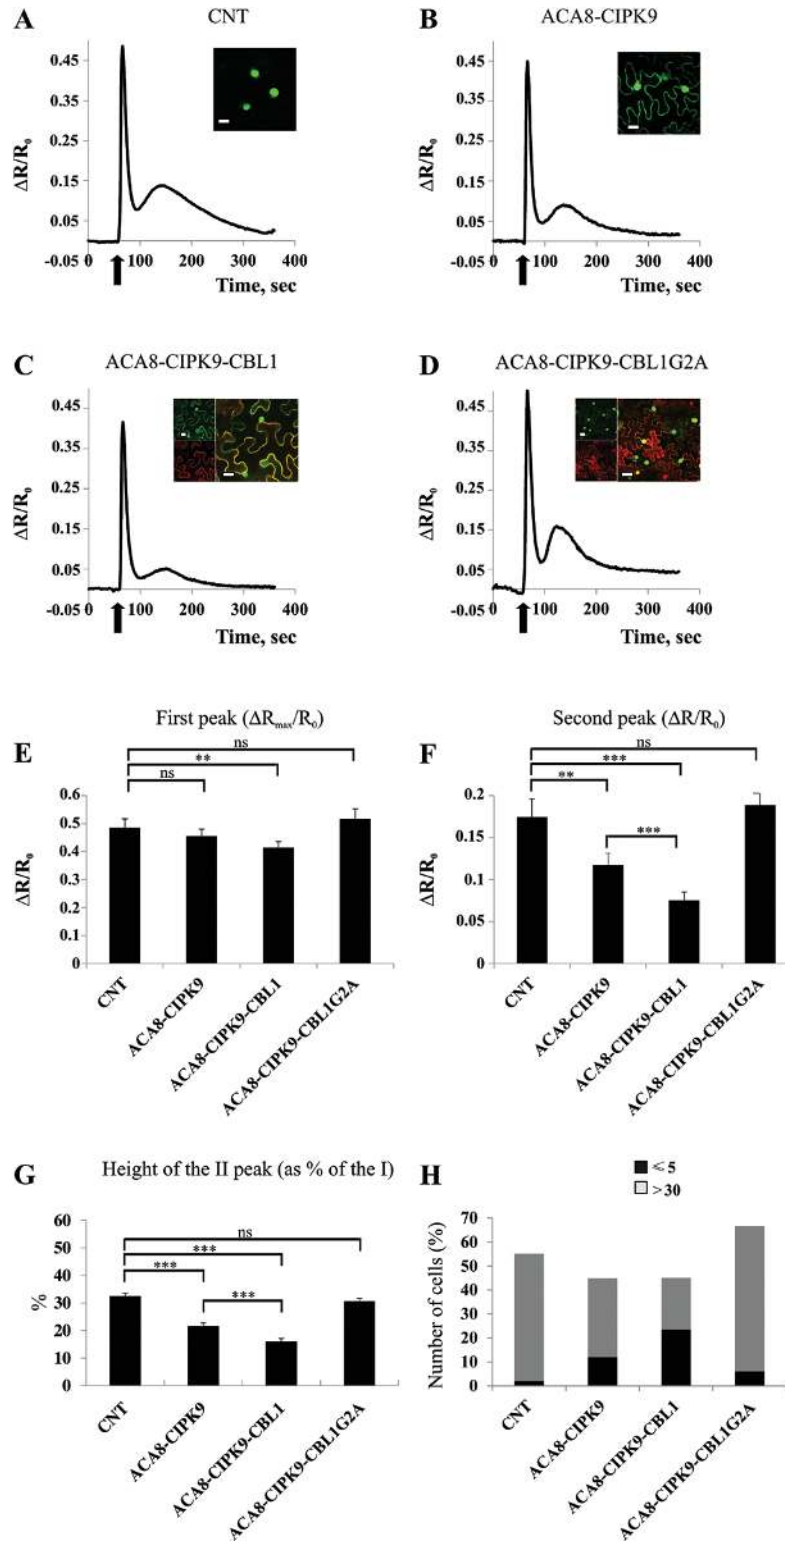 A
CNT
0.45
0.35
0.25
0.15
0.05
-0.05
ΔR/R₀
0 100 200 300 400
Time, sec
B
ACA8-CIPK9
0.45
0.35
0.25
0.15
0.05
-0.05
ΔR/R₀
0 100 200 300 400
Time, sec
C
ACA8-CIPK9-CBL1
0.45
0.35
0.25
0.15
0.05
-0.05
ΔR/R₀
0 100 200 300 400
Time, sec
D
ACA8-CIPK9-CBL1G2A
0.45
0.35
0.25
0.15
0.05
-0.05
ΔR/R₀
0 100 200 300 400
Time, sec
E
First peak (ΔRmax/R₀)
ns
**
ns
0.6
0.5
0.4
0.3
0.2
0.1
0
ΔR/R₀
CNT
ACA8-CIPK9
ACA8-CIPK9-CBL1
ACA8-CIPK9-CBL1G2A
F
Second peak (ΔR/R₀)
ns
***
**
***
0.2
0.15
0.1
0.05
0
ΔR/R₀
CNT
ACA8-CIPK9
ACA8-CIPK9-CBL1
ACA8-CIPK9-CBL1G2A
G
Height of the II peak (as % of the I)
ns
***
***
***
60
50
40
30
20
10
0
%
CNT
ACA8-CIPK9
ACA8-CIPK9-CBL1
ACA8-CIPK9-CBL1G2A
H
⩽5
>30
70
60
50
40
30
20
10
0
Number of cells (%)
CNT
ACA8-CIPK9
ACA8-CIPK9-CBL1
ACA8-CIPK9-CBL1G2A